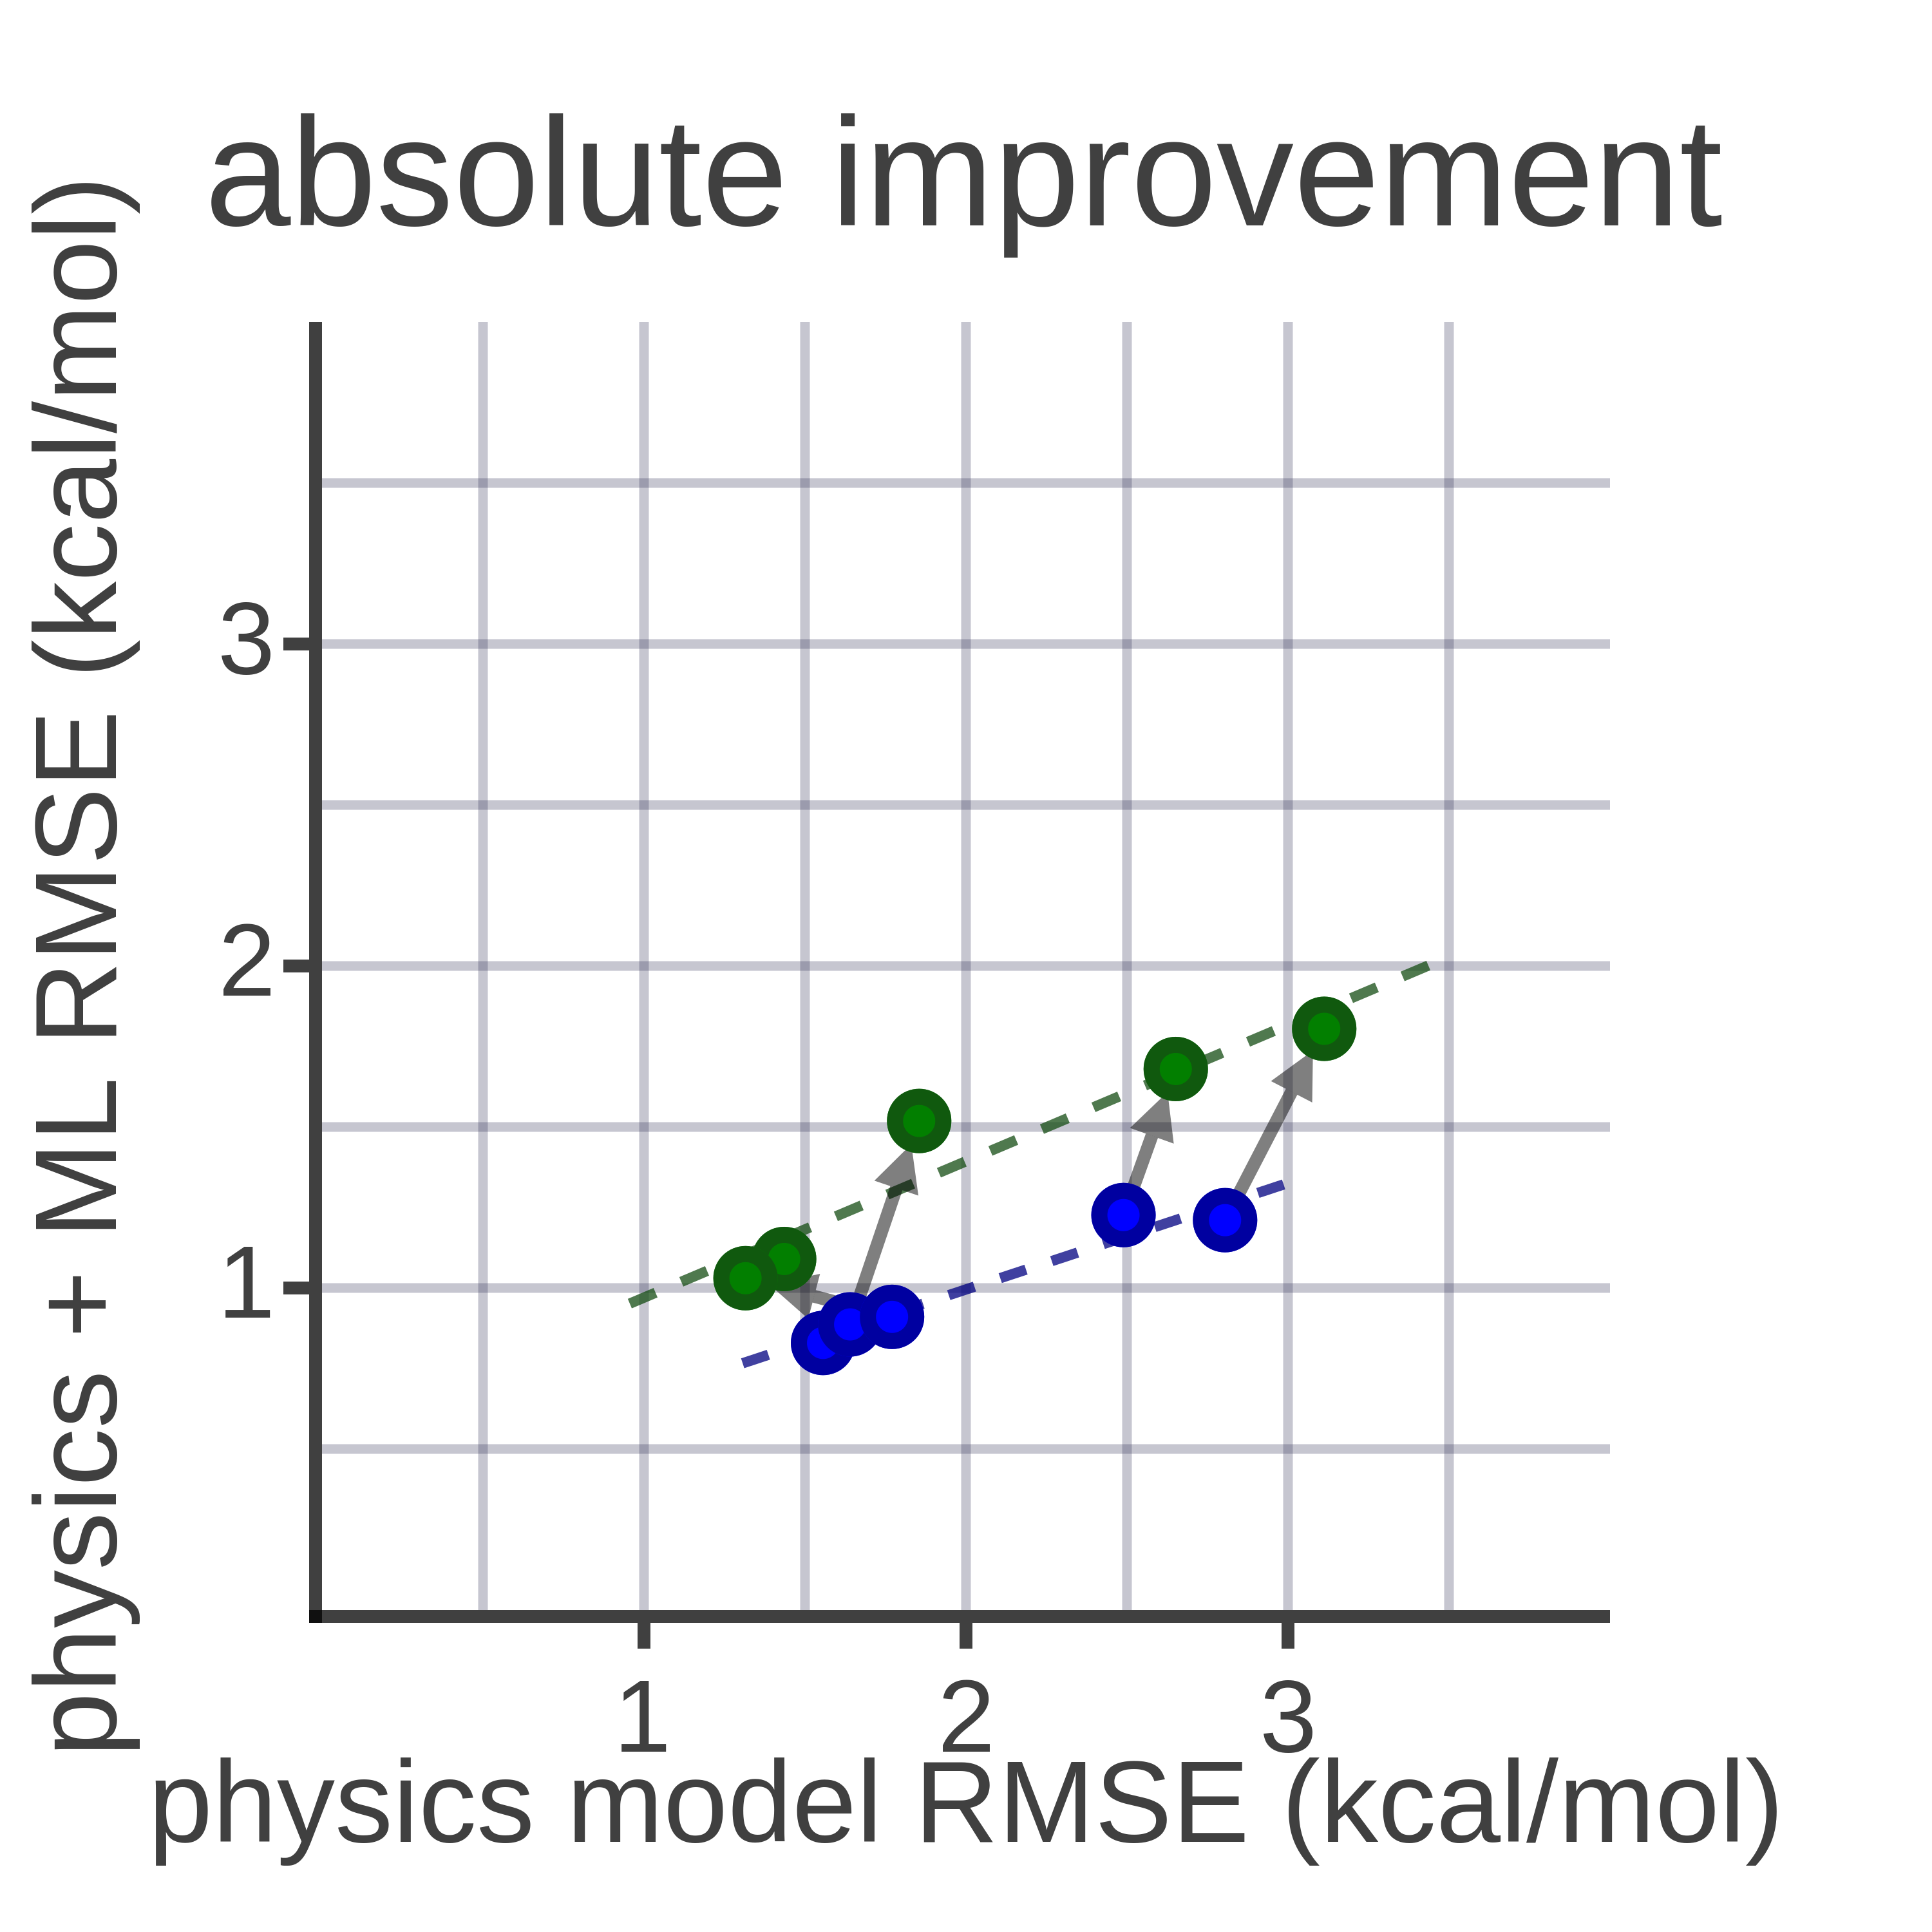 absolute improvement
physics + ML RMSE (kcal/mol)
3
2
1
1 2 3
physics model RMSE (kcal/mol)